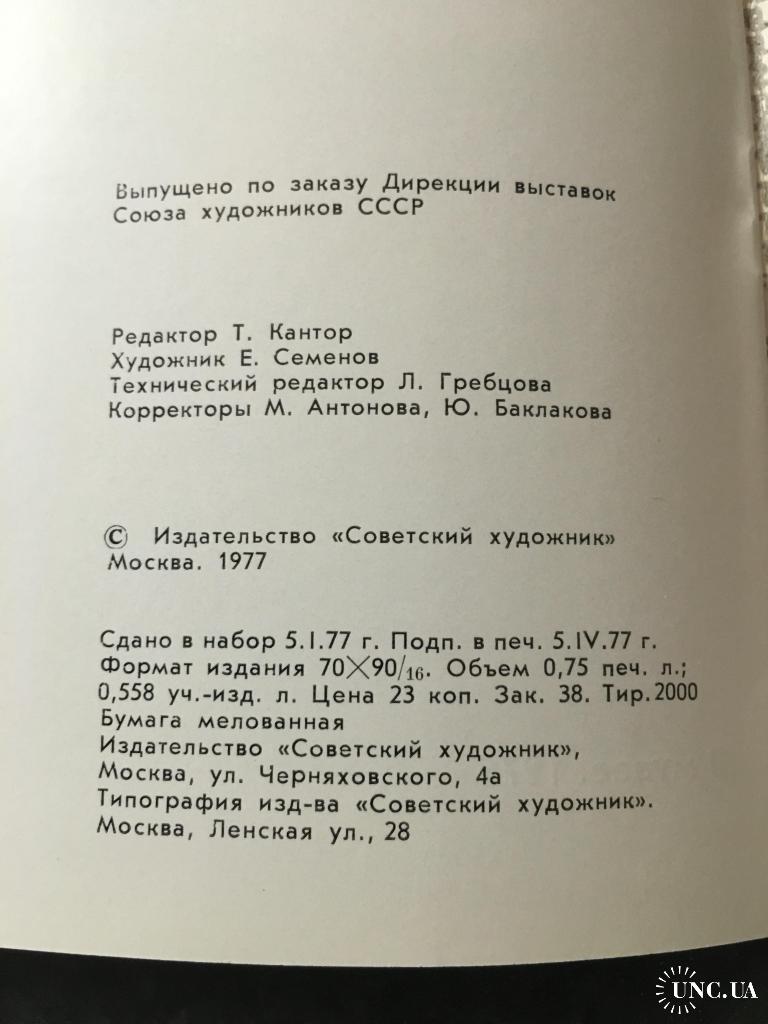 Выпущено по заказу Дирекции выставок
Союза художников СССР
Редактор Т. Кантор
Художник Е. Семенов
Технический редактор Л. Гребцова
Корректоры М. Антонова, Ю. Баклакова
© Издательство «Советский художник»
Москва. 1977
Сдано в набор 5.I.77 г. Подп. в печ. 5.IV.77 г.
Формат издания 70×90/16. Объем 0,75 печ. л.;
0,558 уч.-изд. л. Цена 23 коп. Зак. 38. Тир. 2000
Бумага мелованная
Издательство «Советский художник»,
Москва, ул. Черняховского, 4а
Типография изд-ва «Советский художник».
Москва, Ленская ул., 28
UNC.UA